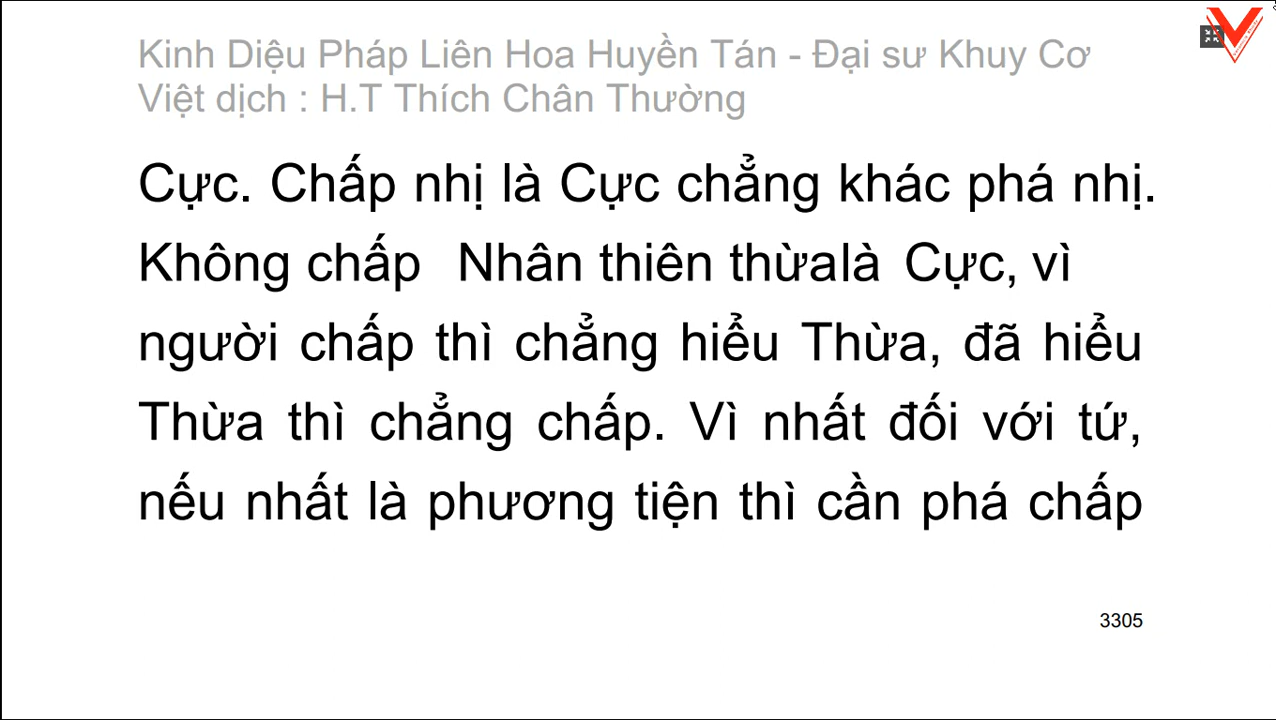 Kinh Diệu Pháp Liên Hoa Huyền Tán - Đại sư Khuy Cơ
Việt dịch : H.T Thích Chân Thường
Cực. Chấp nhị là Cực chẳng khác phá nhị.
Không chấp Nhân thiên thừalà Cực, vì
người chấp thì chẳng hiểu Thừa, đã hiểu
Thừa thì chẳng chấp. Vì nhất đối với tứ,
nếu nhất là phương tiện thì cần phá chấp
3305